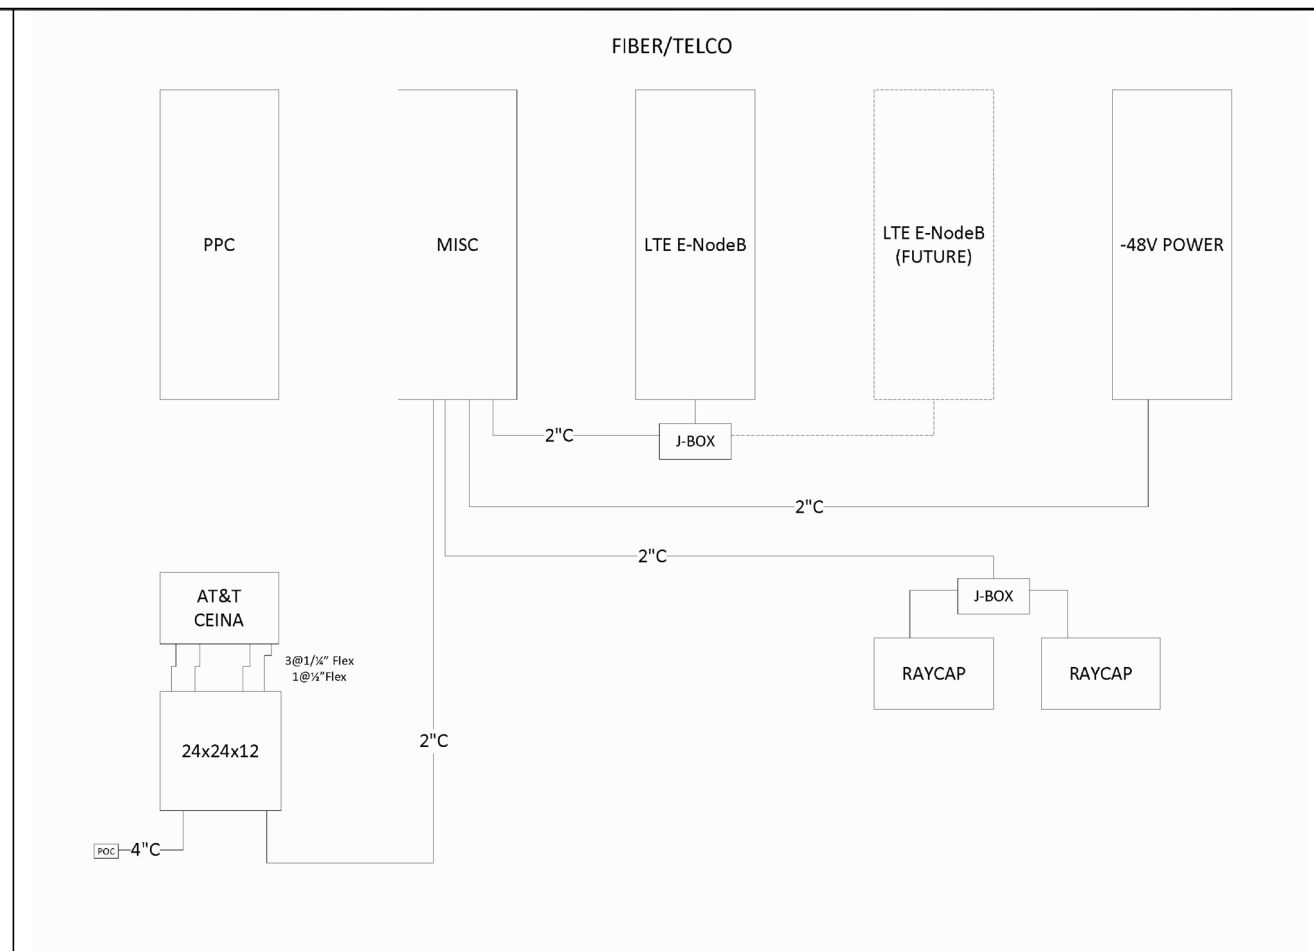 FIBER/TELCO
PPC
MISC
LTE E-NodeB
LTE E-NodeB
(FUTURE)
-48V POWER
2"C
J-BOX
2"C
2"C
J-BOX
AT&T
CEINA
3@1/¼” Flex
1@½”Flex
RAYCAP
RAYCAP
24x24x12
2"C
POC
4"C